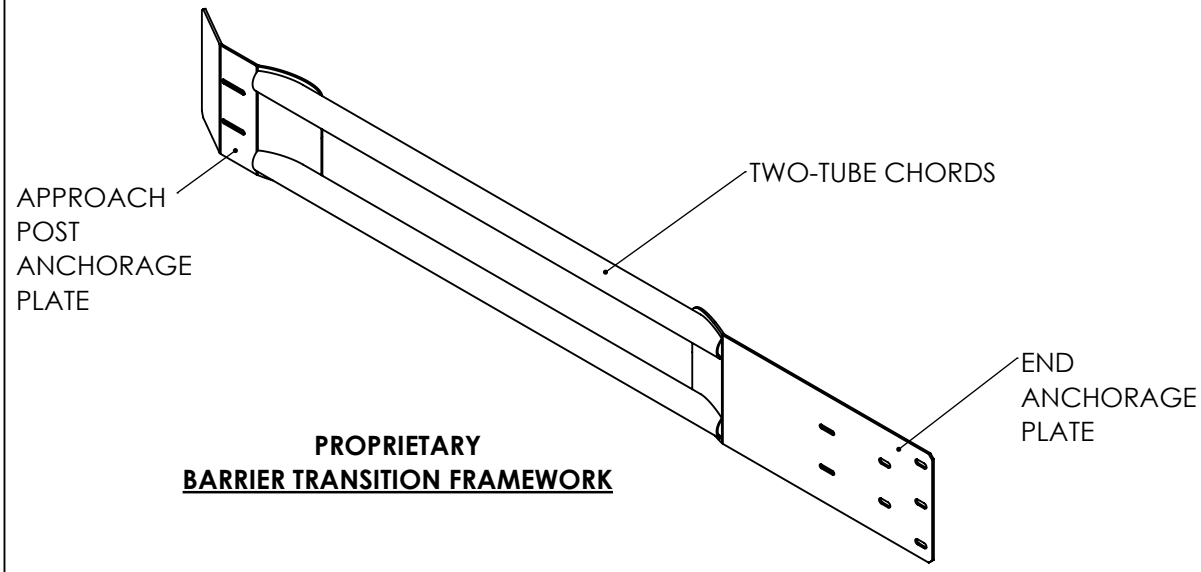 APPROACH
POST
ANCHORAGE
PLATE
TWO-TUBE CHORDS
END
ANCHORAGE
PLATE
PROPRIETARY
BARRIER TRANSITION FRAMEWORK